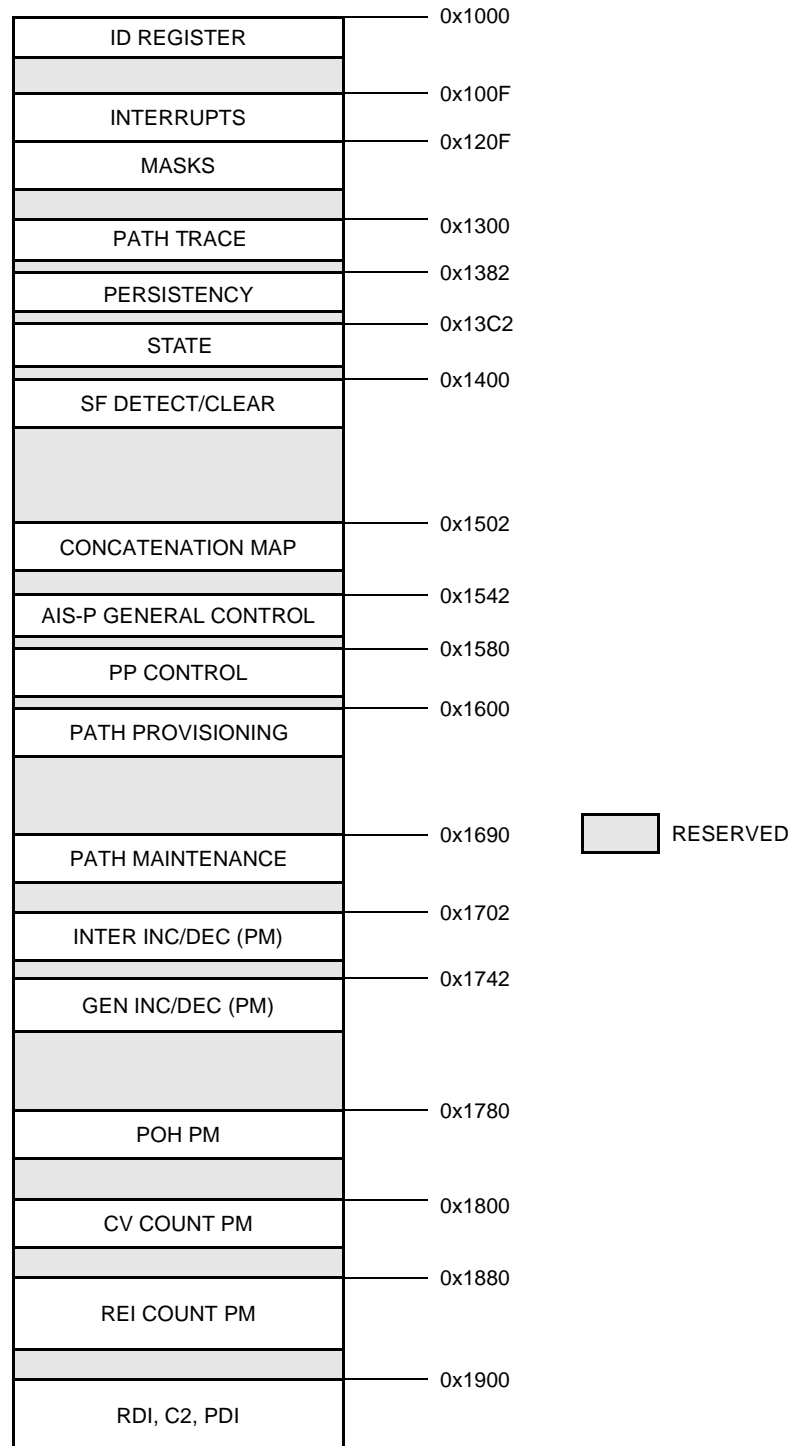 0x1000
ID REGISTER
0x100F
INTERRUPTS
0x120F
MASKS
0x1300
PATH TRACE
0x1382
PERSISTENCY
0x13C2
STATE
0x1400
SF DETECT/CLEAR
0x1502
CONCATENATION MAP
0x1542
AIS-P GENERAL CONTROL
0x1580
PP CONTROL
0x1600
PATH PROVISIONING
0x1690
RESERVED
PATH MAINTENANCE
0x1702
INTER INC/DEC (PM)
0x1742
GEN INC/DEC (PM)
0x1780
POH PM
0x1800
CV COUNT PM
0x1880
REI COUNT PM
0x1900
RDI, C2, PDI